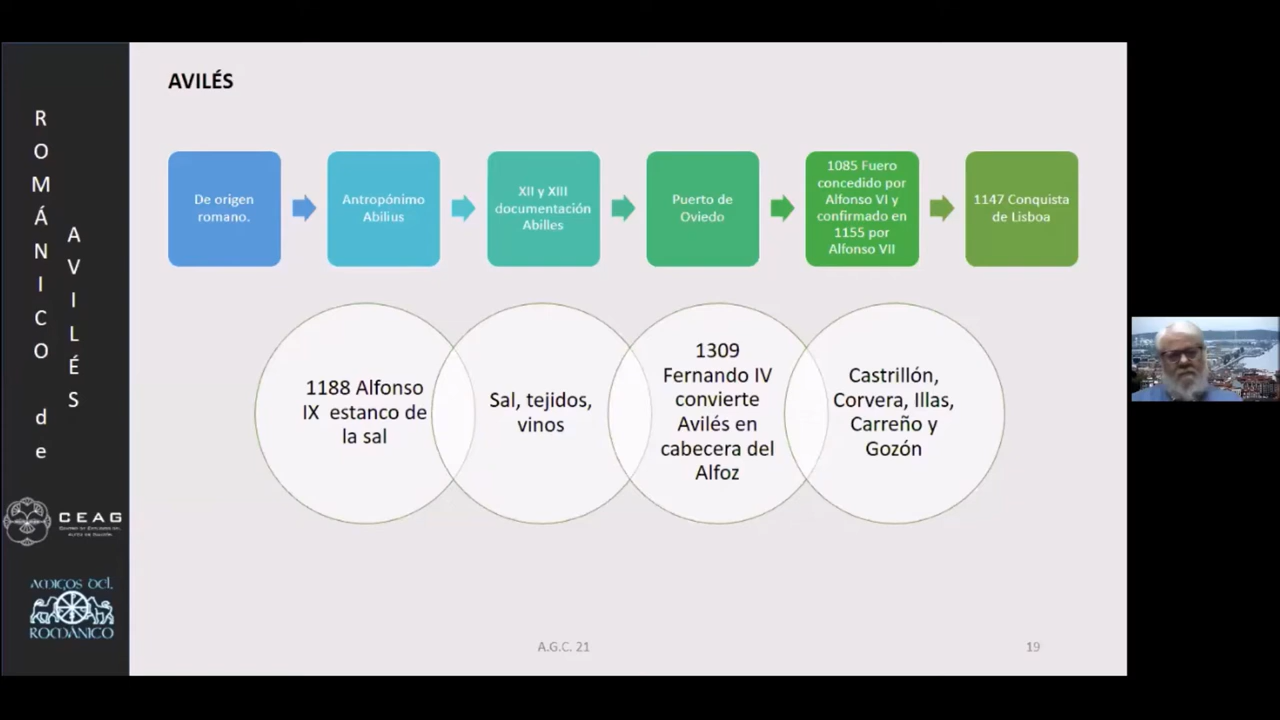 ROMÁNICO de
AVILÉS
CEAG
AMIGOS DEL
ROMÁNICO
AVILÉS
De origen
romano.
Antropónimo
Abilius
XII y XIII
documentación
Abilles
Puerto de
Oviedo
1085 Fuero
concedido por
Alfonso VI y
confirmado en
1155 por
Alfonso VII
1147 Conquista
de Lisboa
1188 Alfonso
IX estanco de
la sal
Sal, tejidos,
vinos
1309
Fernando IV
convierte
Avilés en
cabecera del
Alfoz
Castrillón,
Corvera, Illas,
Carreño y
Gozón
A.G.C. 21
19